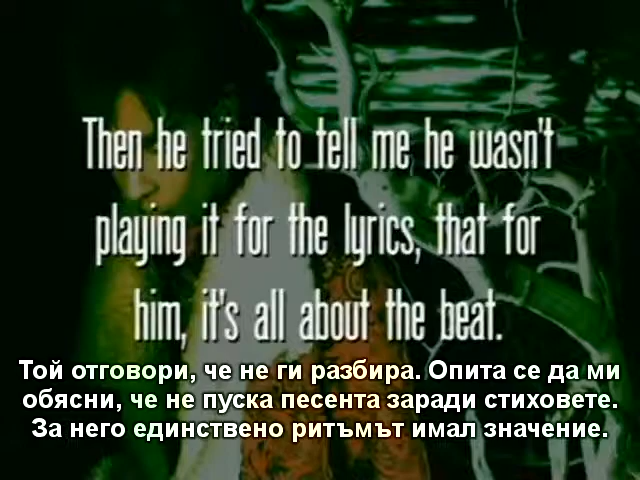 Then he tried to tell me he wasn't
playing it for the lyrics, that for
him, it's all about the beat.
Той отговори, че не ги разбира. Опита се да ми
обясни, че не пуска песента заради стиховете.
За него единствено ритъмът имал значение.